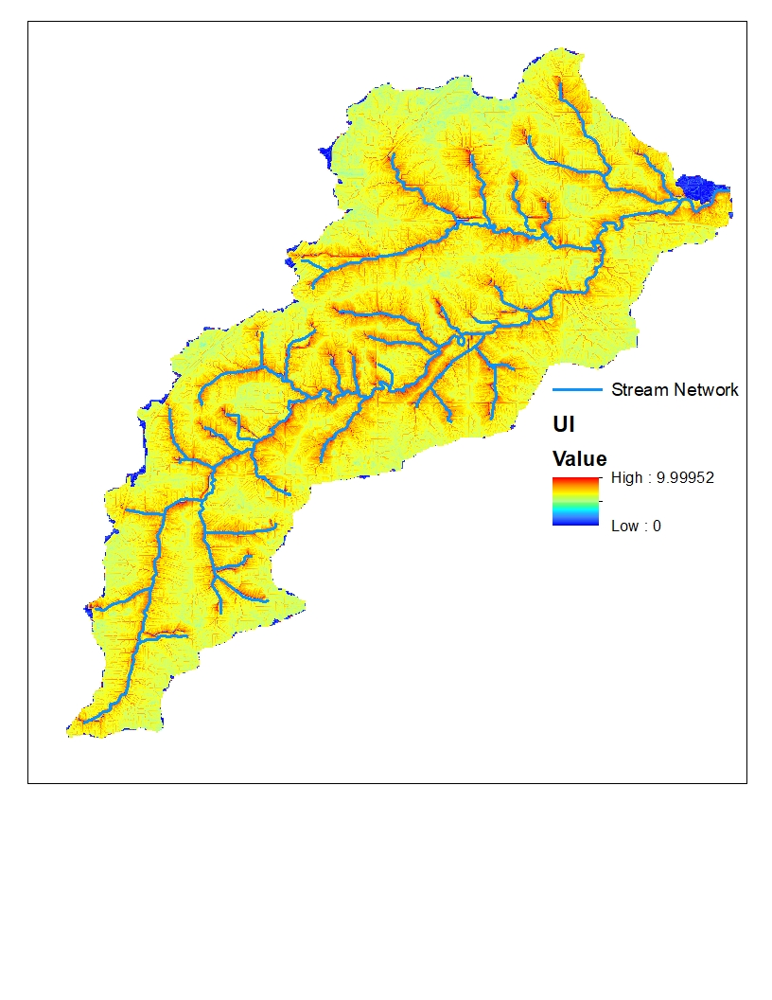 Stream Network
UI
Value
High : 9.99952
Low : 0